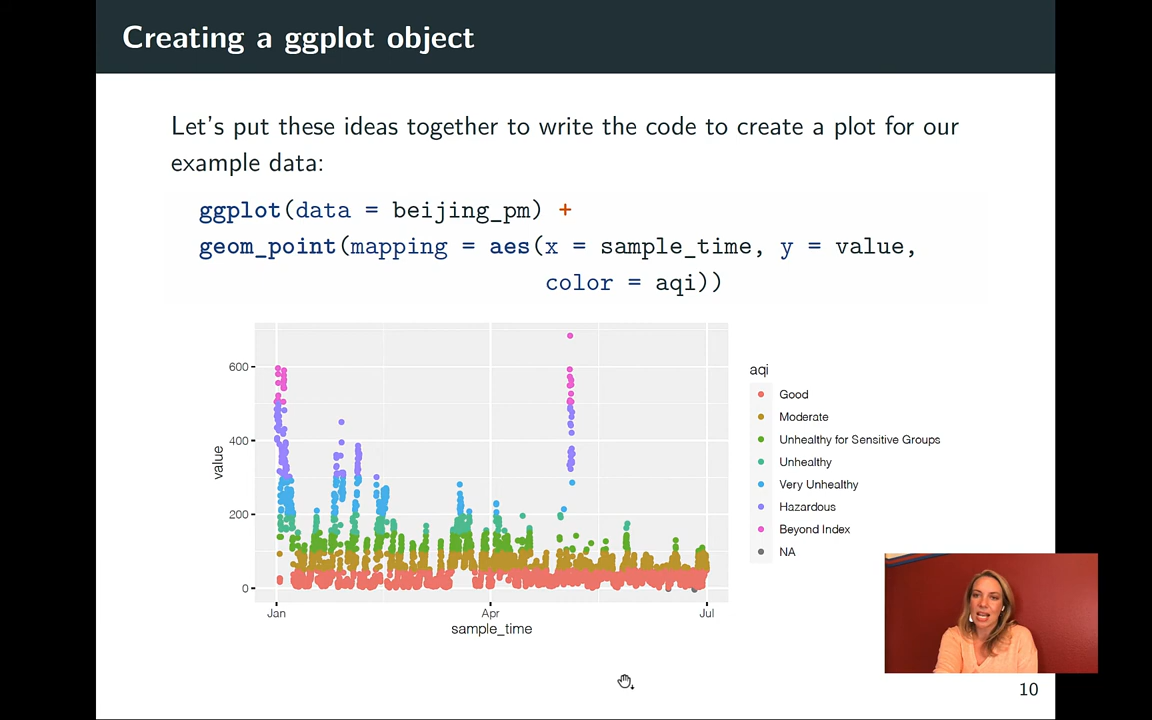 Creating a ggplot object
Let's put these ideas together to write the code to create a plot for our
example data:
ggplot(data = beijing_pm) +
geom_point(mapping = aes(x = sample_time, y = value,
color = aqi))
600
400
200
0
value
Jan
Apr
Jul
sample_time
aqi
Good
Moderate
Unhealthy for Sensitive Groups
Unhealthy
Very Unhealthy
Hazardous
Beyond Index
NA
10